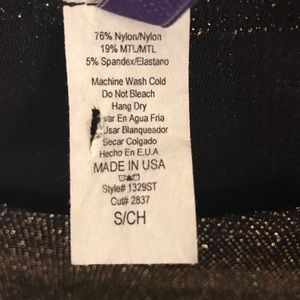 76% Nylon/Nylon
19% MTL/MTL
5% Spandex/Elastano
Machine Wash Cold
Do Not Bleach
Hang Dry
var En Agua Fria
Usar Blanqueador
Secar Colgado
Hecho En E.U.A
MADE IN USA
Style# 1329ST
Cut# 2837
S/CH